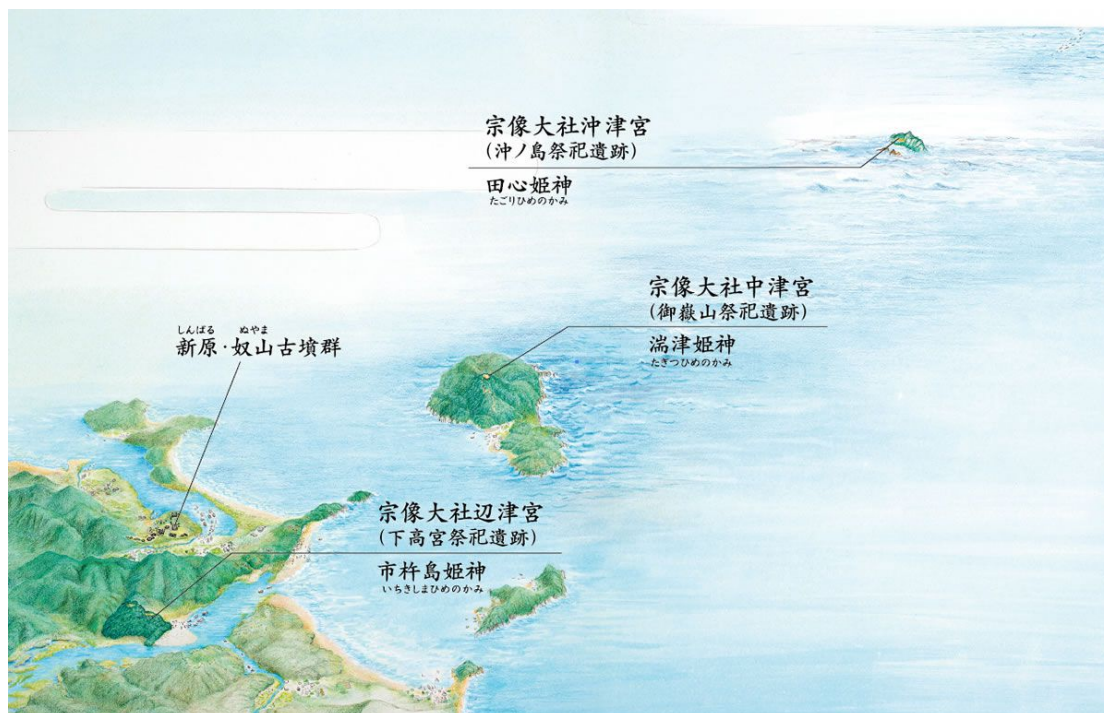 宗像大社沖津宮
(沖ノ島祭祀遺跡)
田心姫神
たごりひめのかみ
宗像大社中津宮
(御嶽山祭祀遺跡)
湍津姫神
たぎつひめのかみ
しんばる ぬやま
新原・奴山古墳群
宗像大社辺津宮
(下高宮祭祀遺跡)
市杵島姫神
いちきしまひめのかみ